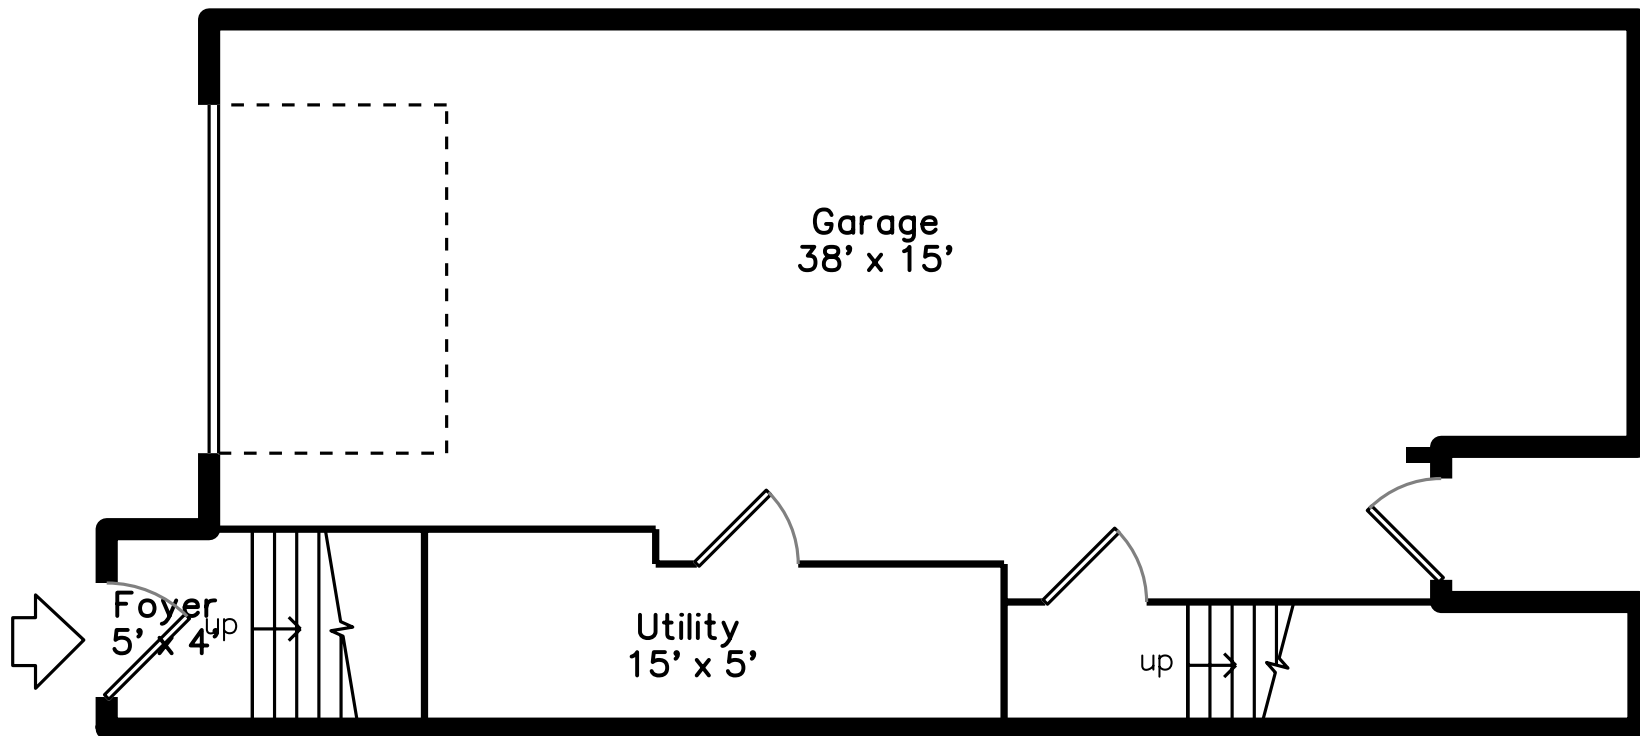 Garage
38' x 15'
Foyer
5' x 4'
up
Utility
15' x 5'
up